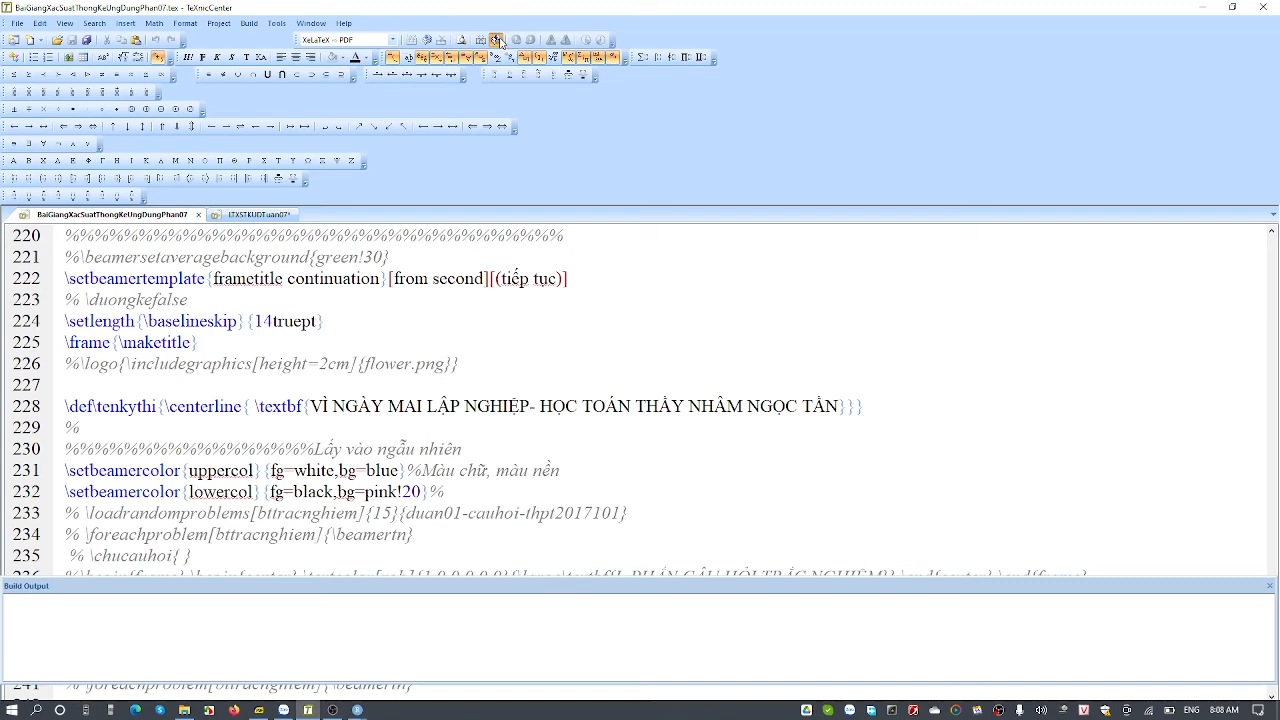 BaiGiangXacSuatThongKeUngDungPhan07.tex - TeXnicCenter
File Edit View Search Insert Math Format Project Build Tools Window Help
XeLaTeX ⇨ PDF
BaiGiangXacSuatThongKeUngDungPhan07 LTXSTKUDTuan07*
220 %%%%%%%%%%%%%%%%%%%%%%%%%%%%%%%%%%
221 %\beamersetaveragebackground{green!30}
222 \setbeamertemplate{frametitle continuation}[from second][(tiếp tục)]
223 % \duongkefalse
224 \setlength{\baselineskip}{14truept}
225 \frame{\maketitle}
226 %\logo{\includegraphics[height=2cm]{flower.png}}
227
228 \def\tenkythi{\centerline{ \textbf{VÌ NGÀY MAI LẬP NGHIỆP- HỌC TOÁN THẦY NHÂM NGỌC TẦN}}}
229 %
230 %%%%%%%%%%%%%%%%%Lấy vào ngẫu nhiên
231 \setbeamercolor{uppercol}{fg=white,bg=blue}%Màu chữ, màu nền
232 \setbeamercolor{lowercol}{fg=black,bg=pink!20}%
233 % \loadrandomproblems[bttracnghiem]{15}{duan01-cauhoi-thpt2017101}
234 % \foreachproblem[bttracnghiem]{\beamertn}
235 % \chucauhoi{ }
Build Output
ENG 8:08 AM